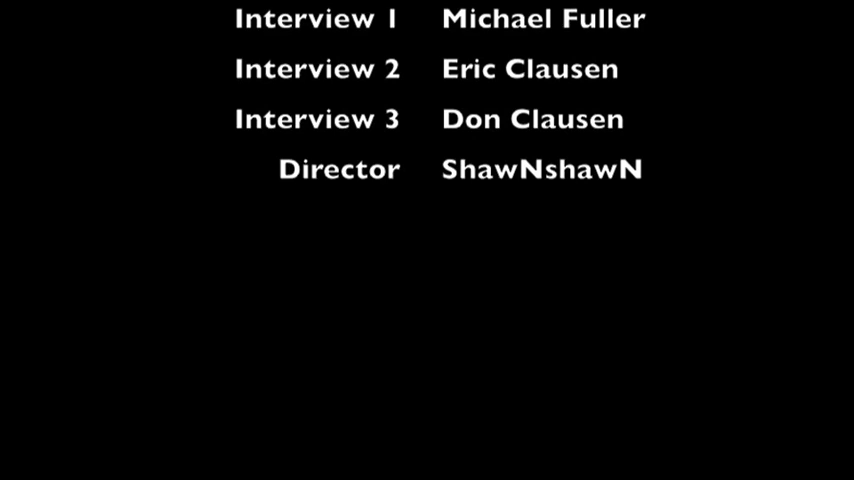 Interview 1 Michael Fuller
Interview 2 Eric Clausen
Interview 3 Don Clausen
Director ShawNshawN